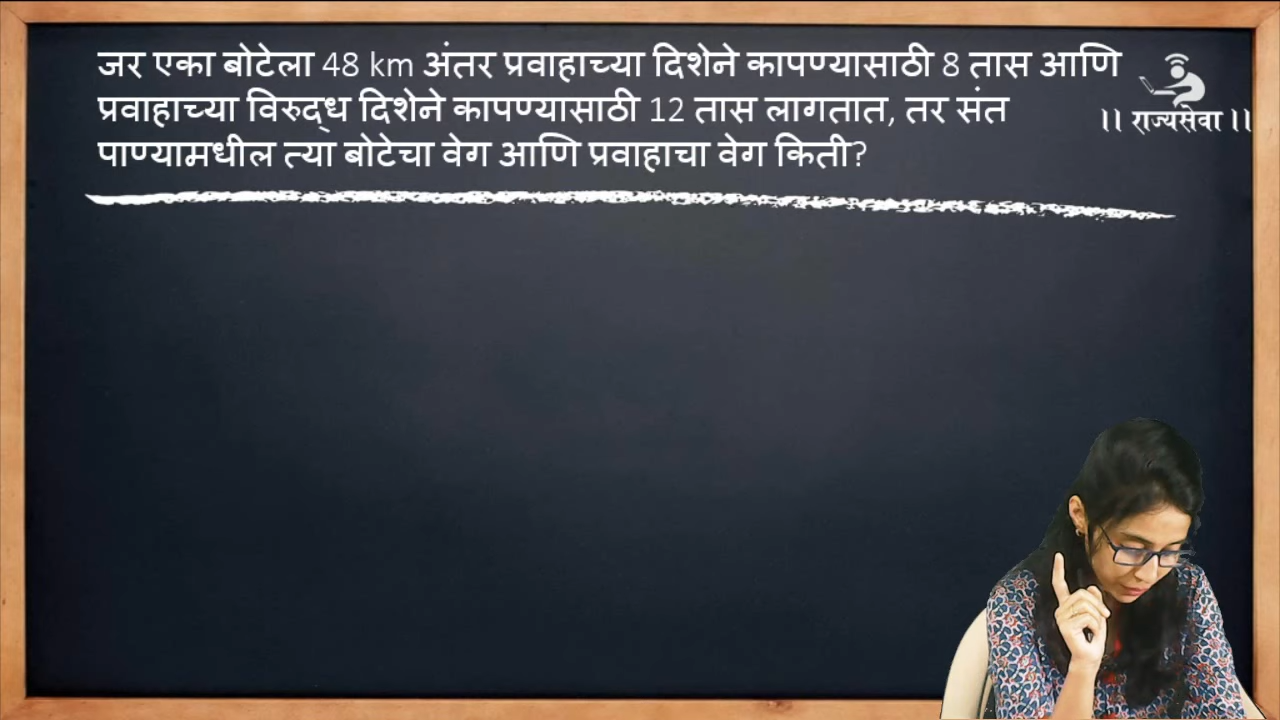 जर एका बोटेला 48 km अंतर प्रवाहाच्या दिशेने कापण्यासाठी 8 तास आणि
प्रवाहाच्या विरुद्ध दिशेने कापण्यासाठी 12 तास लागतात, तर संत
पाण्यामधील त्या बोटेचा वेग आणि प्रवाहाचा वेग किती?
।। राज्यसेवा ।।